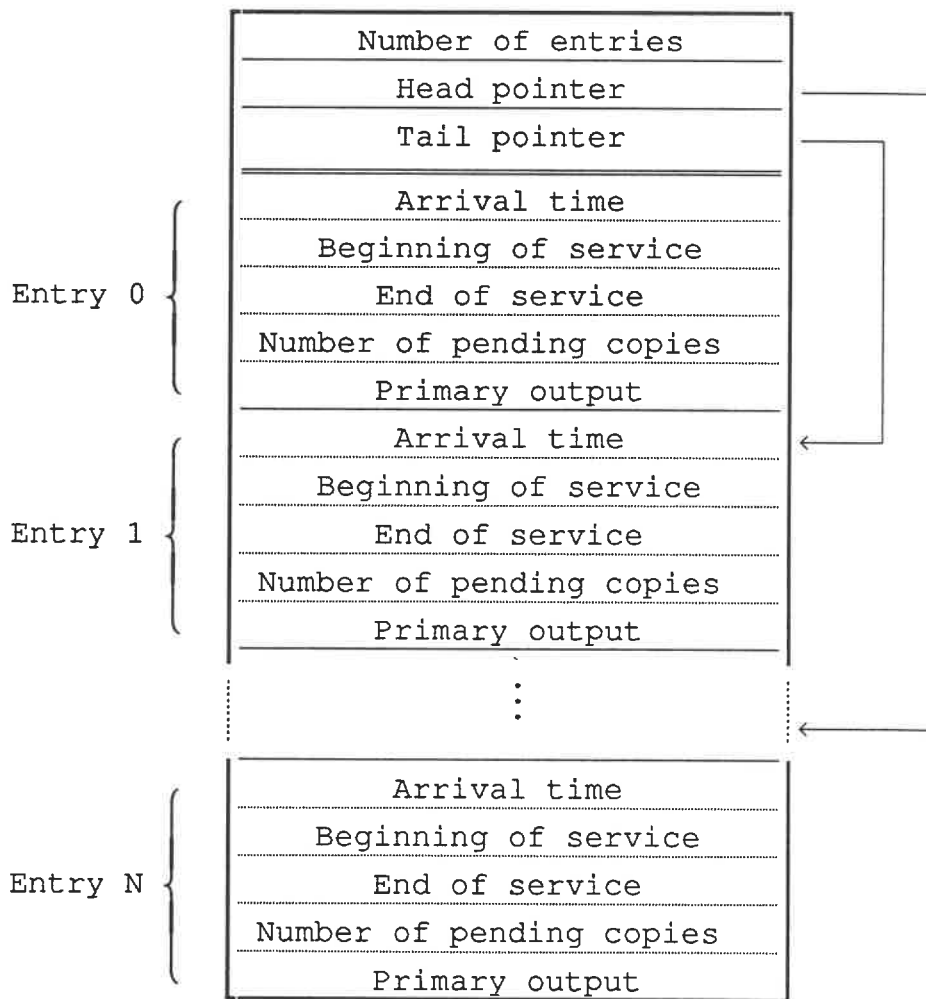 Number of entries
Head pointer
Tail pointer
Arrival time
Beginning of service
Entry 0
End of service
Number of pending copies
Primary output
Arrival time
Beginning of service
Entry 1
End of service
Number of pending copies
Primary output
Arrival time
Beginning of service
Entry N
End of service
Number of pending copies
Primary output